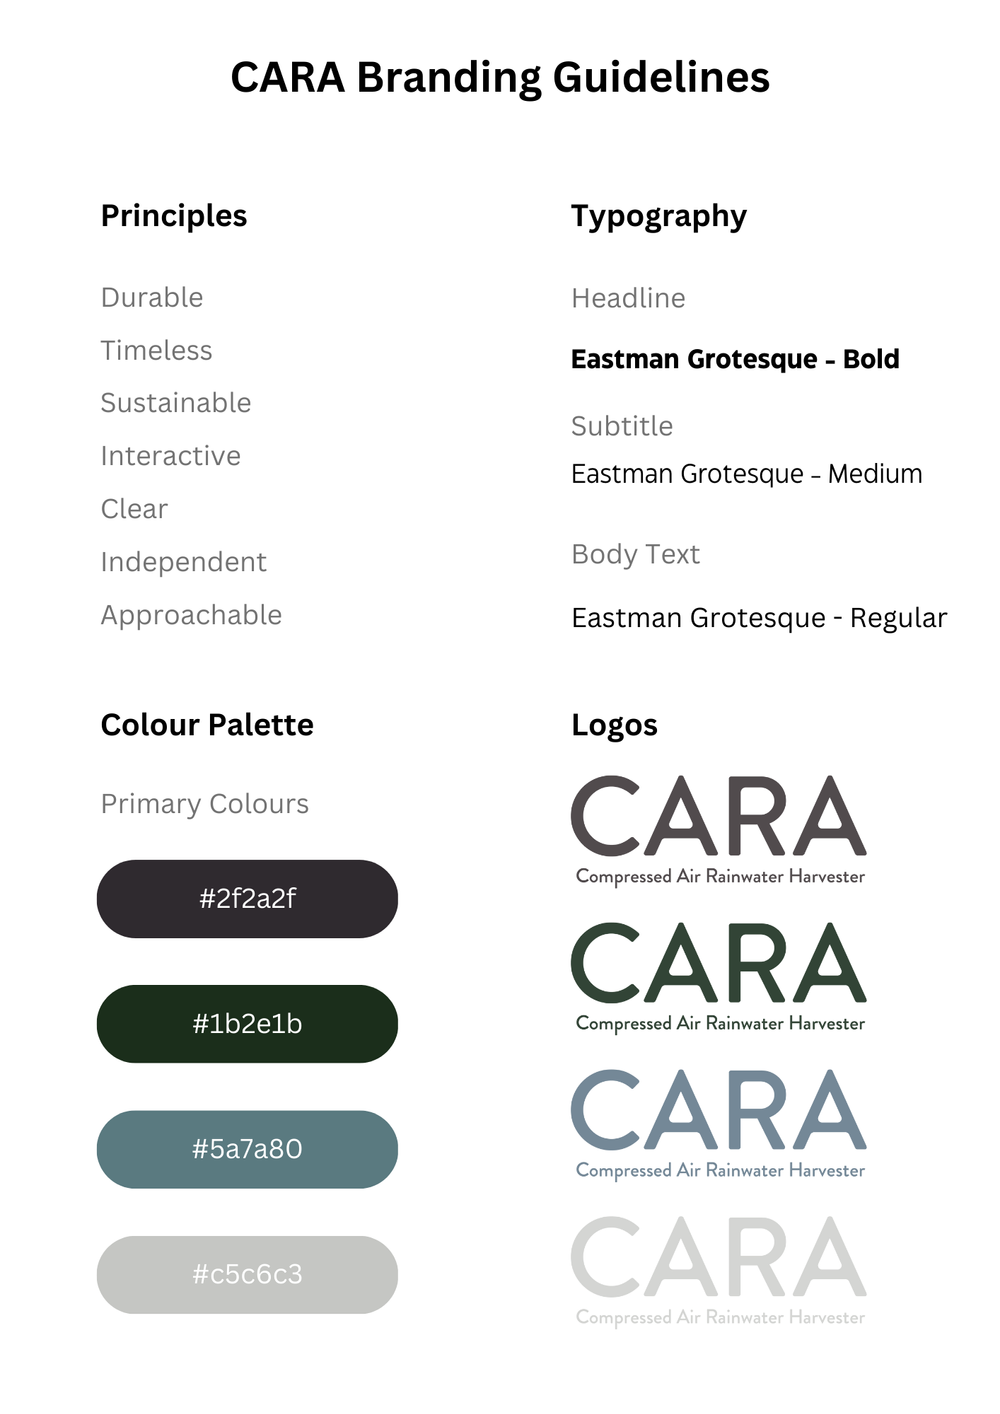 CARA Branding Guidelines
Principles
Durable
Timeless
Sustainable
Interactive
Clear
Independent
Approachable
Typography
Headline
Eastman Grotesque - Bold
Subtitle
Eastman Grotesque - Medium
Body Text
Eastman Grotesque - Regular
Colour Palette
Primary Colours
#2f2a2f
#1b2e1b
#5a7a80
#c5c6c3
Logos
CARA
Compressed Air Rainwater Harvester
CARA
Compressed Air Rainwater Harvester
CARA
Compressed Air Rainwater Harvester
CARA
Compressed Air Rainwater Harvester